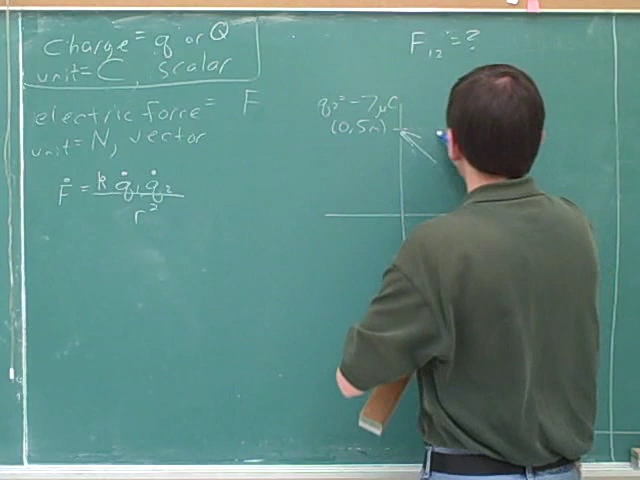 charge = q or Q
unit = C, scalar
electric force = F
unit = N, vector
F = k q₁ q₂
r²
F₁₂ = ?
q₂ = -7μC
(0, 5m)